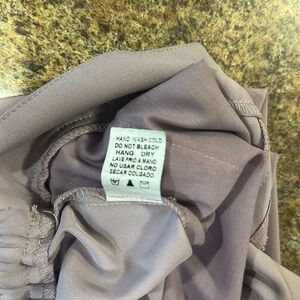 HAND WASH COLD
DO NOT BLEACH
HANG DRY
LAVE FRIO A MANO
NO USAR CLORO
SECAR COLGADO